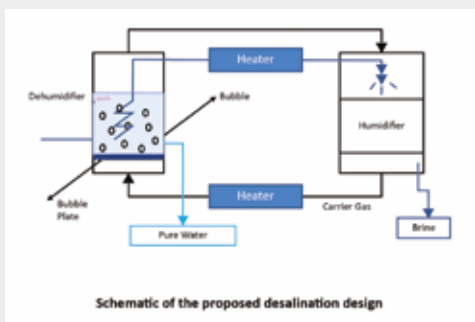 Heater
Dehumidifier
Bubble
Humidifier
Bubble
Plate
Heater
Carrier Gas
Pure Water
Brine
Schematic of the proposed desalination design